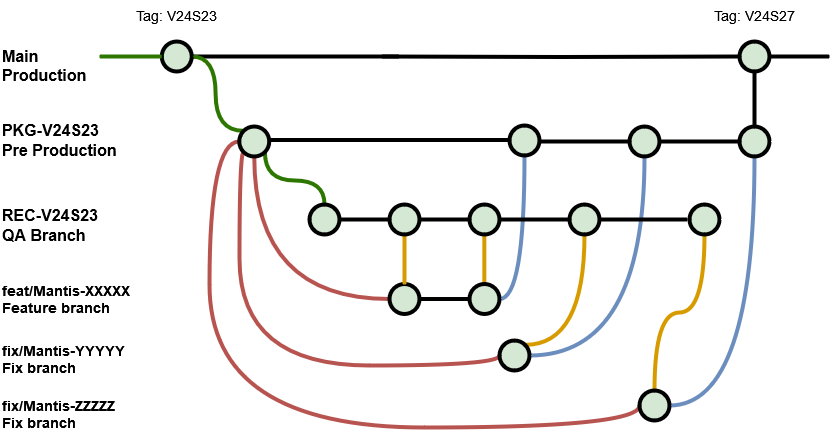 Tag: V24S23
Tag: V24S27
Main
Production
PKG-V24S23
Pre Production
REC-V24S23
QA Branch
feat/Mantis-XXXXX
Feature branch
fix/Mantis-YYYYY
Fix branch
fix/Mantis-ZZZZZ
Fix branch